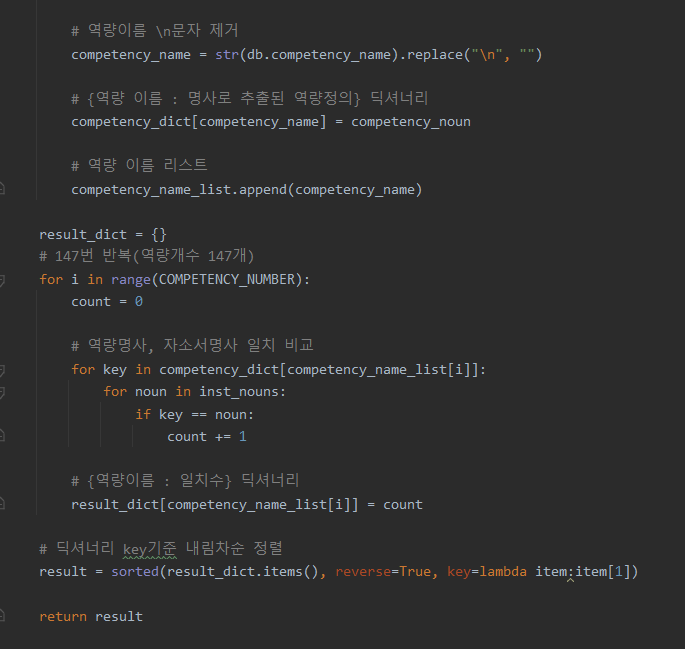 # 역량이름 \n문자 제거
competency_name = str(db.competency_name).replace("\n", "")
# {역량 이름 : 명사로 추출된 역량정의} 딕셔너리
competency_dict[competency_name] = competency_noun
# 역량 이름 리스트
competency_name_list.append(competency_name)
result_dict = {}
# 147번 반복(역량개수 147개)
for i in range(COMPETENCY_NUMBER):
count = 0
# 역량명사, 자소서명사 일치 비교
for key in competency_dict[competency_name_list[i]]:
for noun in inst_nouns:
if key == noun:
count += 1
# {역량이름 : 일치수} 딕셔너리
result_dict[competency_name_list[i]] = count
# 딕셔너리 key기준 내림차순 정렬
result = sorted(result_dict.items(), reverse=True, key=lambda item:item[1])
return result